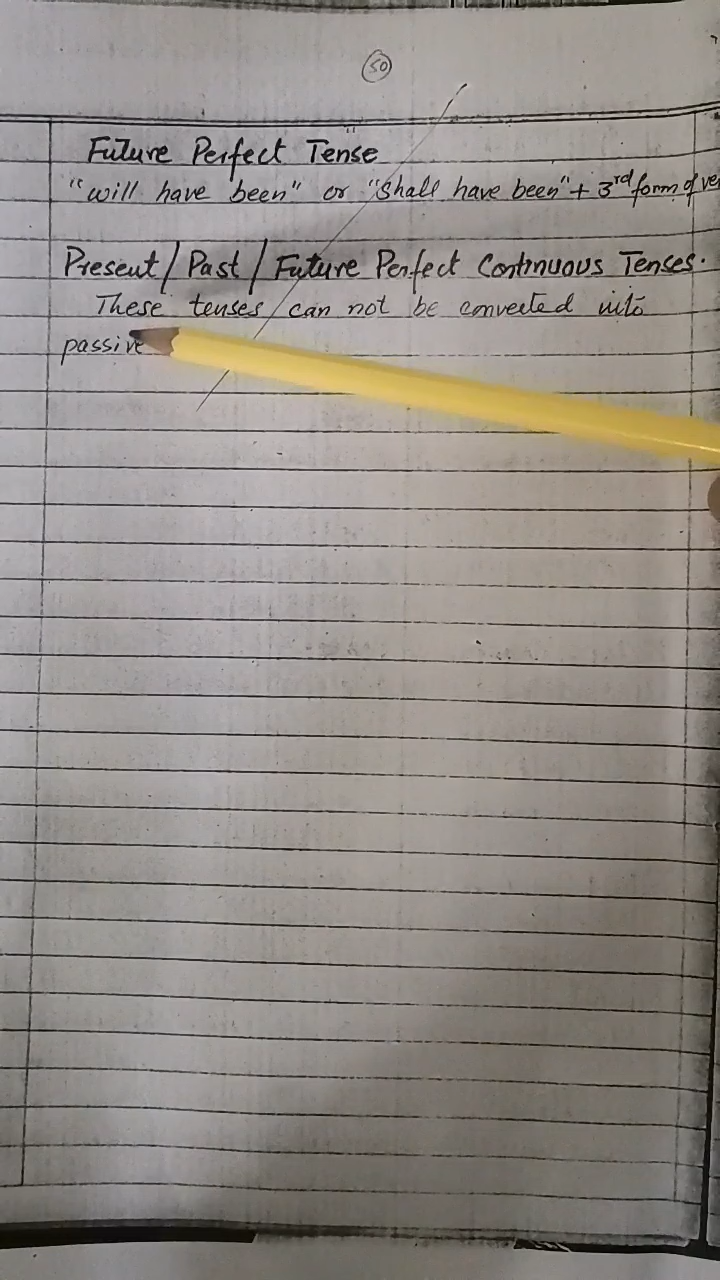 50
Future Perfect Tense
"will have been" or "shall have been" + 3rd form of ve
Present / Past / Future Perfect Continuous Tenses.
These tenses can not be converted into
passive